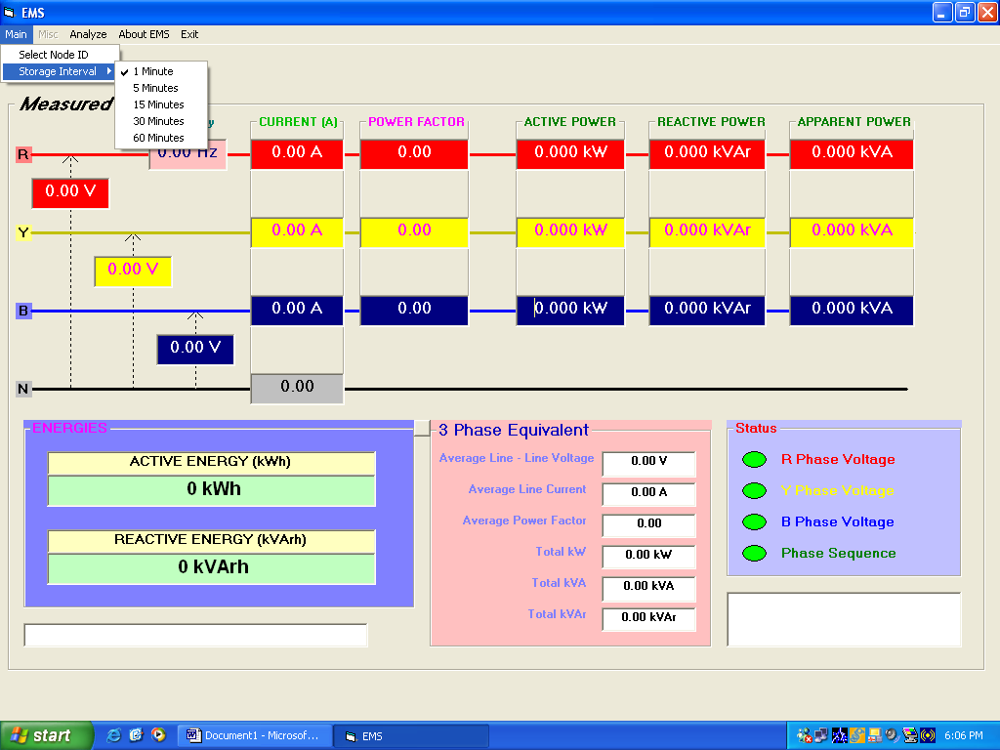 EMS
Main Misc Analyze About EMS Exit
Select Node ID
Storage Interval
1 Minute
5 Minutes
15 Minutes
30 Minutes
60 Minutes
Measured
CURRENT (A) POWER FACTOR ACTIVE POWER REACTIVE POWER APPARENT POWER
R 0.00 Hz 0.00 A 0.00 0.000 kW 0.000 kVAr 0.000 kVA
0.00 V
Y 0.00 A 0.00 0.000 kW 0.000 kVAr 0.000 kVA
0.00 V
B 0.00 A 0.00 0.000 kW 0.000 kVAr 0.000 kVA
0.00 V
N 0.00
ENERGIES
ACTIVE ENERGY (kWh)
0 kWh
REACTIVE ENERGY (kVArh)
0 kVArh
3 Phase Equivalent
Average Line - Line Voltage 0.00 V
Average Line Current 0.00 A
Average Power Factor 0.00
Total kW 0.00 kW
Total kVA 0.00 kVA
Total kVAr 0.00 kVAr
Status
R Phase Voltage
Y Phase Voltage
B Phase Voltage
Phase Sequence
start Document1 - Microsof... EMS 6:06 PM